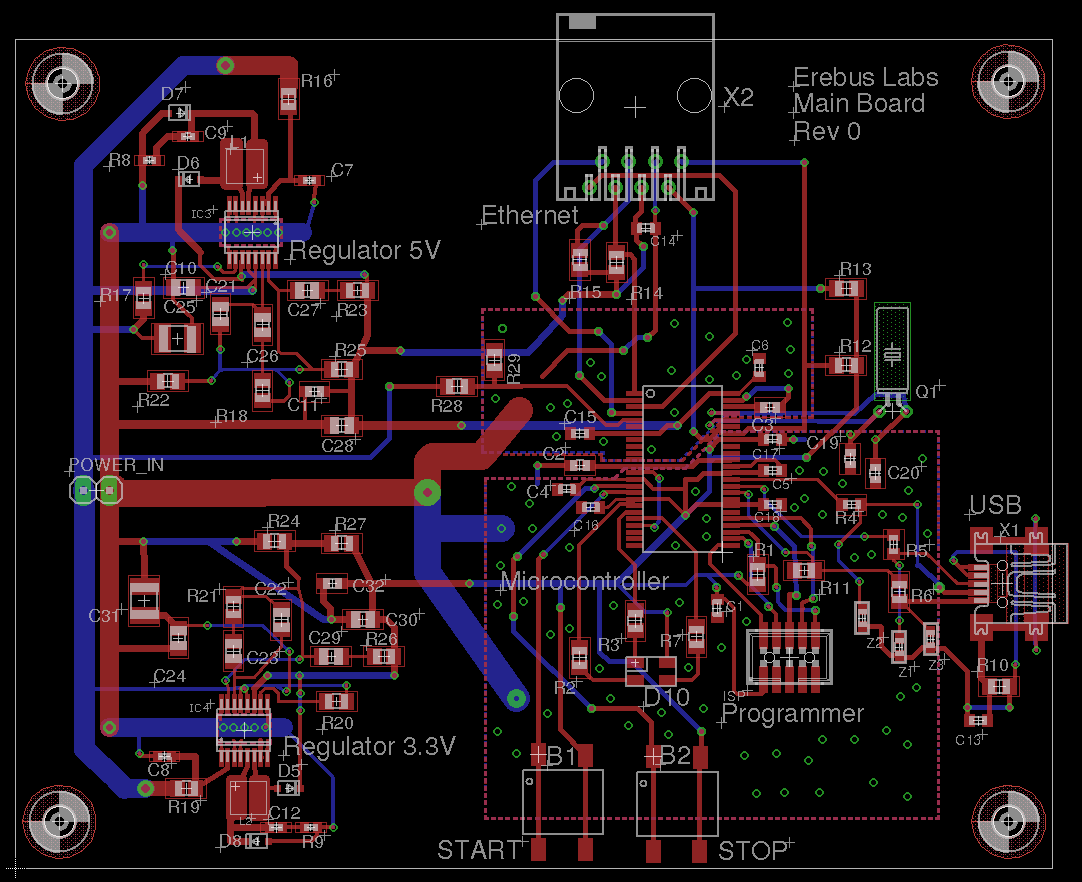 Erebus Labs
Main Board
Rev 0
X2
R16
D7
C9
L1
R8
D6
C7
IC3
Regulator 5V
Ethernet
C14
R15
R14
R13
R17
C10
C21
C25
C27
R23
C26
R25
R29
C6
R12
Q1
R22
R18
C11
R28
C28
C15
C3
C17
C19
C2
C5
C20
POWER_IN
C4
C16
C18
R4
USB
X1
R24
R27
R1
R5
Microcontroller
R11
R6
R21
C22
C32
C31
C30
C1
C29
R26
R3
R7
C23
Z2
Z1
Z3
C24
R2
R10
D10
ISP
Programmer
IC4
R20
C13
Regulator 3.3V
B1
B2
C8
D5
R19
L2
C12
D8
R9
START
STOP